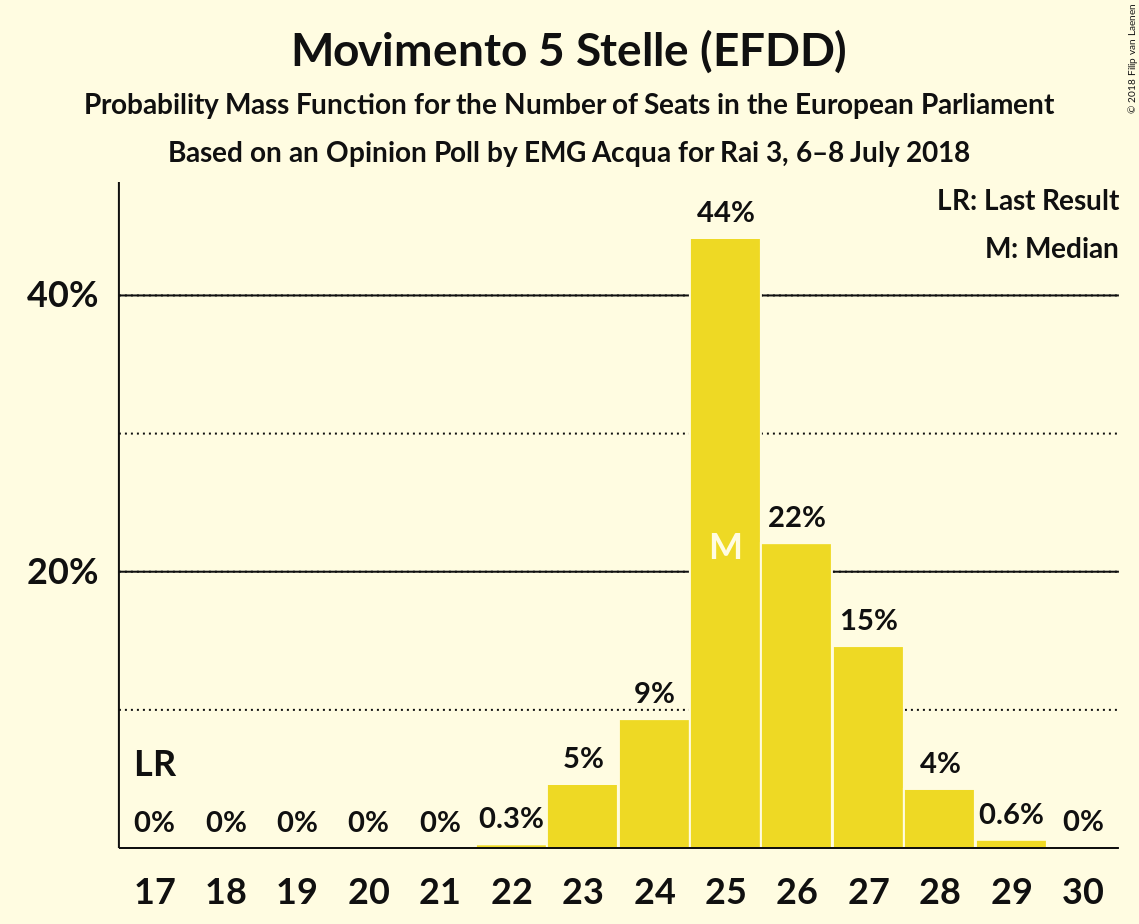 Movimento 5 Stelle (EFDD)
Probability Mass Function for the Number of Seats in the European Parliament
Based on an Opinion Poll by EMG Acqua for Rai 3, 6–8 July 2018
© 2018 Filip van Laenen
LR: Last Result
M: Median
40%
20%
44%
M
22%
15%
9%
5%
4%
LR
0% 0% 0% 0% 0% 0.3% 0.6% 0%
17 18 19 20 21 22 23 24 25 26 27 28 29 30